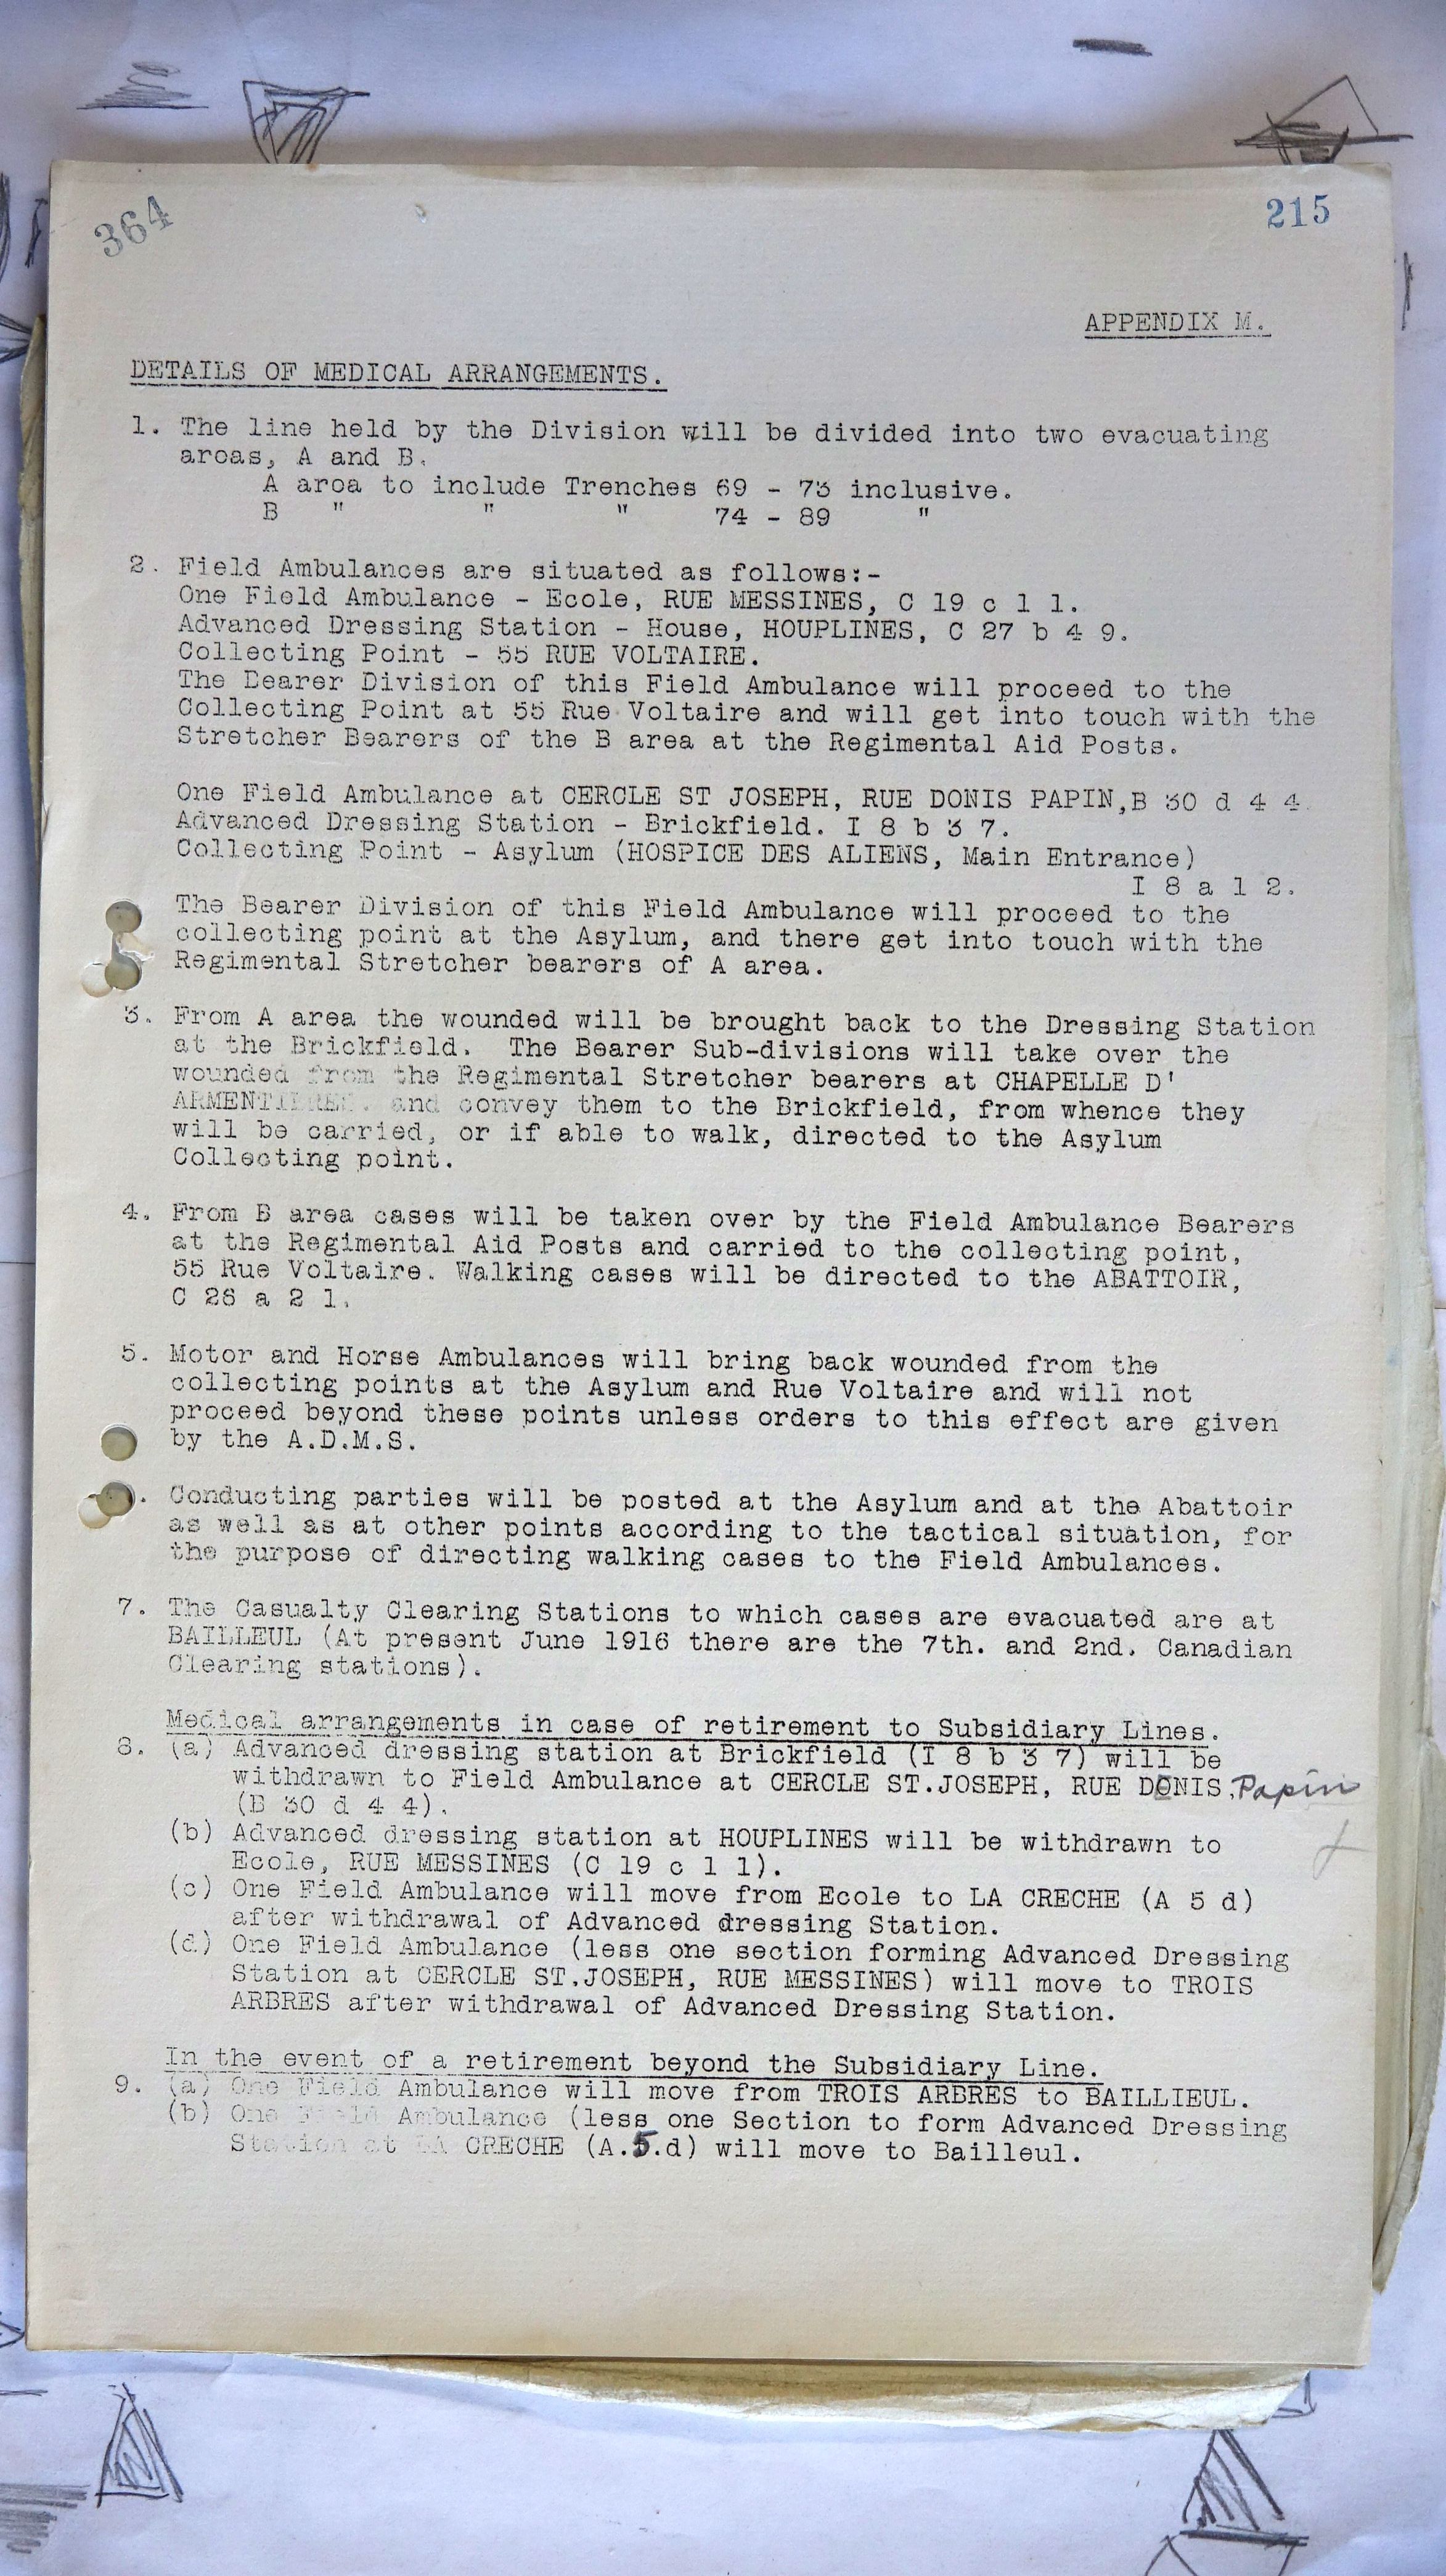 364
215
APPENDIX M.
DETAILS OF MEDICAL ARRANGEMENTS.
1. The line held by the Division will be divided into two evacuating
areas, A and B.
A area to include Trenches 69 - 73 inclusive.
B " " " 74 - 89 "
2. Field Ambulances are situated as follows:-
One Field Ambulance - Ecole, RUE MESSINES, C 19 c 1 1.
Advanced Dressing Station - House, HOUPLINES, C 27 b 4 9.
Collecting Point - 55 RUE VOLTAIRE.
The Bearer Division of this Field Ambulance will proceed to the
Collecting Point at 55 Rue Voltaire and will get into touch with the
Stretcher Bearers of the B area at the Regimental Aid Posts.
One Field Ambulance at CERCLE ST JOSEPH, RUE DONIS PAPIN,B 30 d 4 4.
Advanced Dressing Station - Brickfield. I 8 b 3 7.
Collecting Point - Asylum (HOSPICE DES ALIENS, Main Entrance)
I 8 a 1 2.
The Bearer Division of this Field Ambulance will proceed to the
collecting point at the Asylum, and there get into touch with the
Regimental Stretcher bearers of A area.
3. From A area the wounded will be brought back to the Dressing Station
at the Brickfield. The Bearer Sub-divisions will take over the
wounded from the Regimental Stretcher bearers at CHAPELLE D'
ARMENTIERES. and convey them to the Brickfield, from whence they
will be carried, or if able to walk, directed to the Asylum
Collecting point.
4. From B area cases will be taken over by the Field Ambulance Bearers
at the Regimental Aid Posts and carried to the collecting point,
55 Rue Voltaire. Walking cases will be directed to the ABATTOIR,
C 26 a 2 1.
5. Motor and Horse Ambulances will bring back wounded from the
collecting points at the Asylum and Rue Voltaire and will not
proceed beyond these points unless orders to this effect are given
by the A.D.M.S.
. Conducting parties will be posted at the Asylum and at the Abattoir
as well as at other points according to the tactical situation, for
the purpose of directing walking cases to the Field Ambulances.
7. The Casualty Clearing Stations to which cases are evacuated are at
BAILLEUL (At present June 1916 there are the 7th. and 2nd. Canadian
Clearing stations).
Medical arrangements in case of retirement to Subsidiary Lines.
8. (a) Advanced dressing station at Brickfield (I 8 b 3 7) will be
withdrawn to Field Ambulance at CERCLE ST.JOSEPH, RUE DENIS,Papin
(B 30 d 4 4).
(b) Advanced dressing station at HOUPLINES will be withdrawn to
Ecole, RUE MESSINES (C 19 c 1 1).
(c) One Field Ambulance will move from Ecole to LA CRECHE (A 5 d)
after withdrawal of Advanced dressing Station.
(d) One Field Ambulance (less one section forming Advanced Dressing
Station at CERCLE ST.JOSEPH, RUE MESSINES) will move to TROIS
ARBRES after withdrawal of Advanced Dressing Station.
In the event of a retirement beyond the Subsidiary Line.
9. (a) One Field Ambulance will move from TROIS ARBRES to BAILLIEUL.
(b) One Field Ambulance (less one Section to form Advanced Dressing
Station at LA CRECHE (A.5.d) will move to Bailleul.